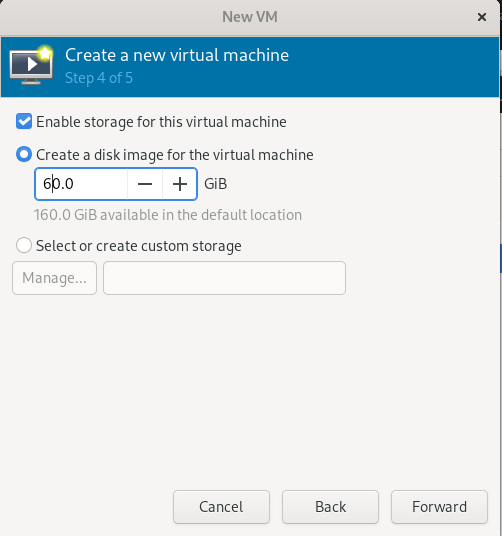 New VM
Create a new virtual machine
Step 4 of 5
Enable storage for this virtual machine
Create a disk image for the virtual machine
60.0 GiB
160.0 GiB available in the default location
Select or create custom storage
Manage...
Cancel Back Forward